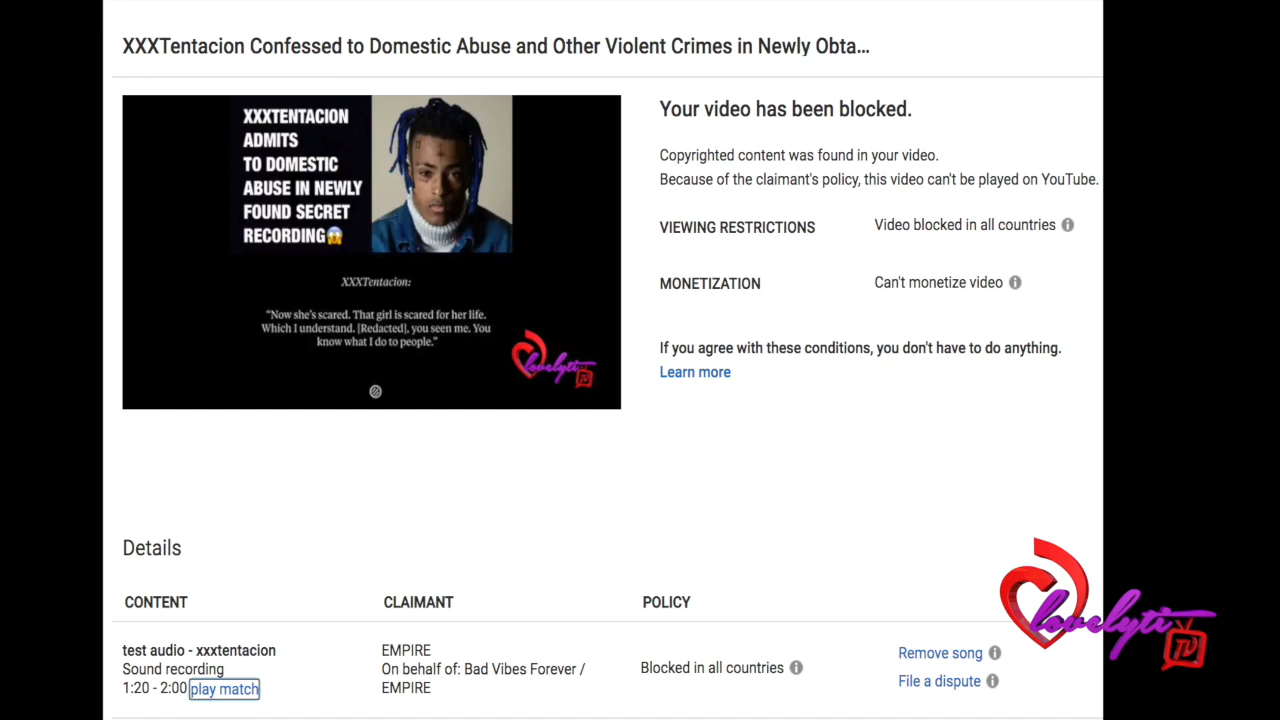 XXXTentacion Confessed to Domestic Abuse and Other Violent Crimes in Newly Obta...
XXXTENTACION
ADMITS
TO DOMESTIC
ABUSE IN NEWLY
FOUND SECRET
RECORDING😱
XXXTentacion:
“Now she's scared. That girl is scared for her life.
Which I understand. [Redacted], you seen me. You
know what I do to people.”
lovelyti
TV
Your video has been blocked.
Copyrighted content was found in your video.
Because of the claimant's policy, this video can't be played on YouTube.
VIEWING RESTRICTIONS Video blocked in all countries
MONETIZATION Can't monetize video
If you agree with these conditions, you don't have to do anything.
Learn more
Details
CONTENT CLAIMANT POLICY
test audio - xxxtentacion EMPIRE
Sound recording On behalf of: Bad Vibes Forever / Blocked in all countries Remove song
1:20 - 2:00 play match EMPIRE File a dispute
lovelyti
TV